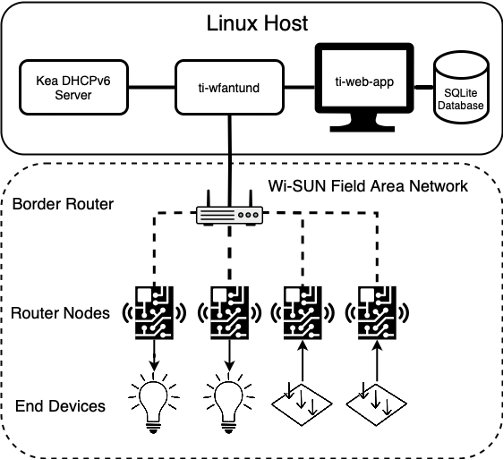 Linux Host
Kea DHCPv6
Server
ti-wfantund
ti-web-app
SQLite
Database
Wi-SUN Field Area Network
Border Router
Router Nodes
End Devices